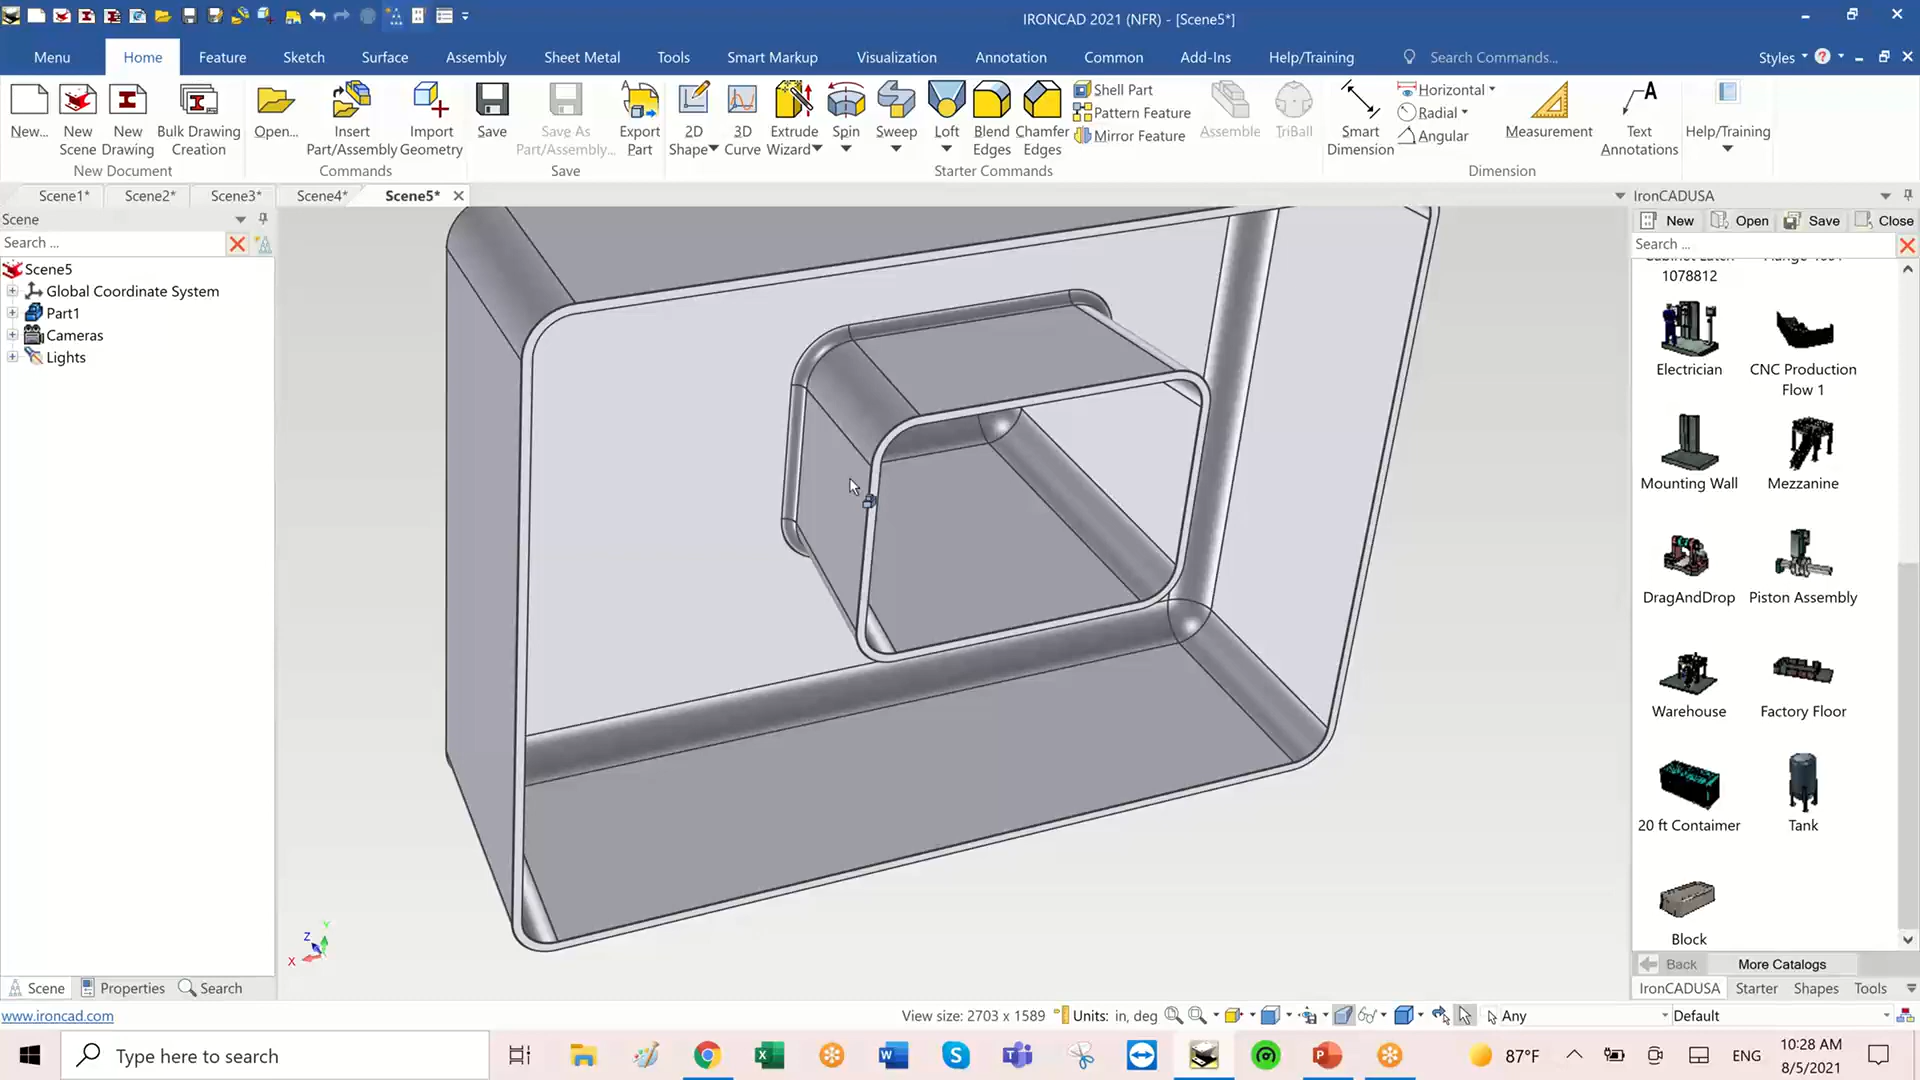 IRONCAD 2021 (NFR) - [Scene5*]
Menu Home Feature Sketch Surface Assembly Sheet Metal Tools Smart Markup Visualization Annotation Common Add-Ins Help/Training Search Commands... Styles
New... New Scene New Drawing Bulk Drawing Creation
New Document
Open... Insert Part/Assembly Import Geometry
Commands
Save Save As Part/Assembly... Export Part
Save
2D Shape 3D Curve Extrude Wizard Spin Sweep Loft Blend Edges Chamfer Edges
Shell Part
Pattern Feature
Mirror Feature
Assemble TriBall
Starter Commands
Smart Dimension
Horizontal
Radial
Angular
Measurement Text Annotations
Dimension
Help/Training
Scene1* Scene2* Scene3* Scene4* Scene5*
Scene
Search ...
Scene5
Global Coordinate System
Part1
Cameras
Lights
Z Y
X
IronCADUSA
New Open Save Close
Search ...
1078812
Electrician CNC Production Flow 1
Mounting Wall Mezzanine
DragAndDrop Piston Assembly
Warehouse Factory Floor
20 ft Contaimer Tank
Block
Back More Catalogs
Scene Properties Search
IronCADUSA Starter Shapes Tools
www.ironcad.com
View size: 2703 x 1589 Units: in, deg Any Default
Type here to search
87°F ENG
10:28 AM
8/5/2021